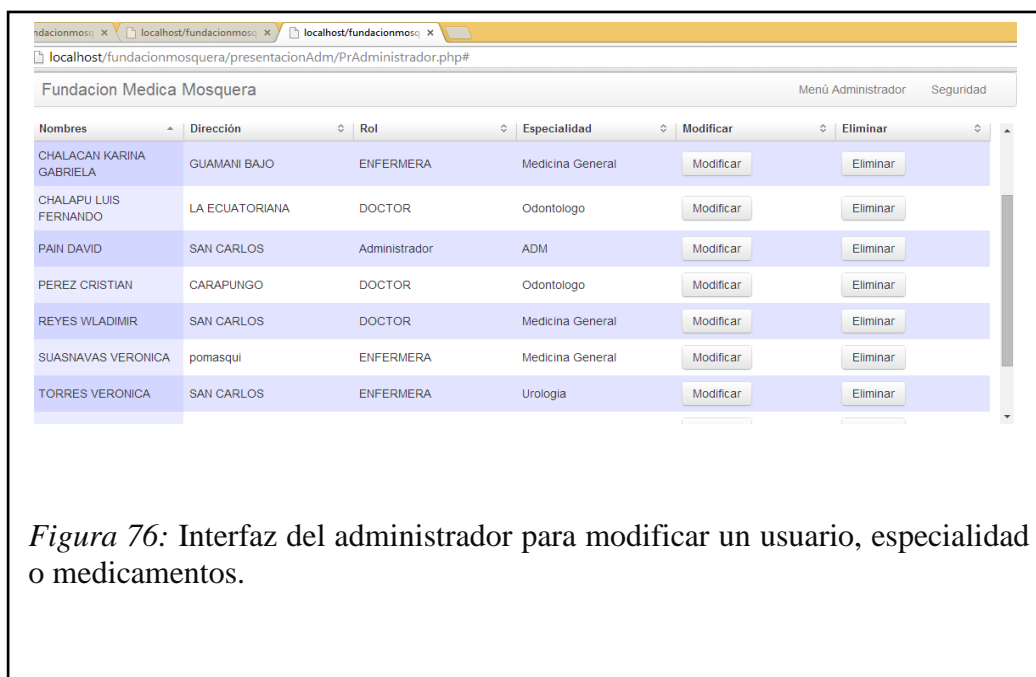 ndacionmosq × localhost/fundacionmosq × localhost/fundacionmosq ×
localhost/fundacionmosquera/presentacionAdm/PrAdministrador.php#
Fundacion Medica Mosquera Menú Administrador Seguridad
Nombres Dirección Rol Especialidad Modificar Eliminar
CHALACAN KARINA
GABRIELA GUAMANI BAJO ENFERMERA Medicina General Modificar Eliminar
CHALAPU LUIS
FERNANDO LA ECUATORIANA DOCTOR Odontologo Modificar Eliminar
PAIN DAVID SAN CARLOS Administrador ADM Modificar Eliminar
PEREZ CRISTIAN CARAPUNGO DOCTOR Odontologo Modificar Eliminar
REYES WLADIMIR SAN CARLOS DOCTOR Medicina General Modificar Eliminar
SUASNAVAS VERONICA pomasqui ENFERMERA Medicina General Modificar Eliminar
TORRES VERONICA SAN CARLOS ENFERMERA Urologia Modificar Eliminar
Figura 76: Interfaz del administrador para modificar un usuario, especialidad
o medicamentos.